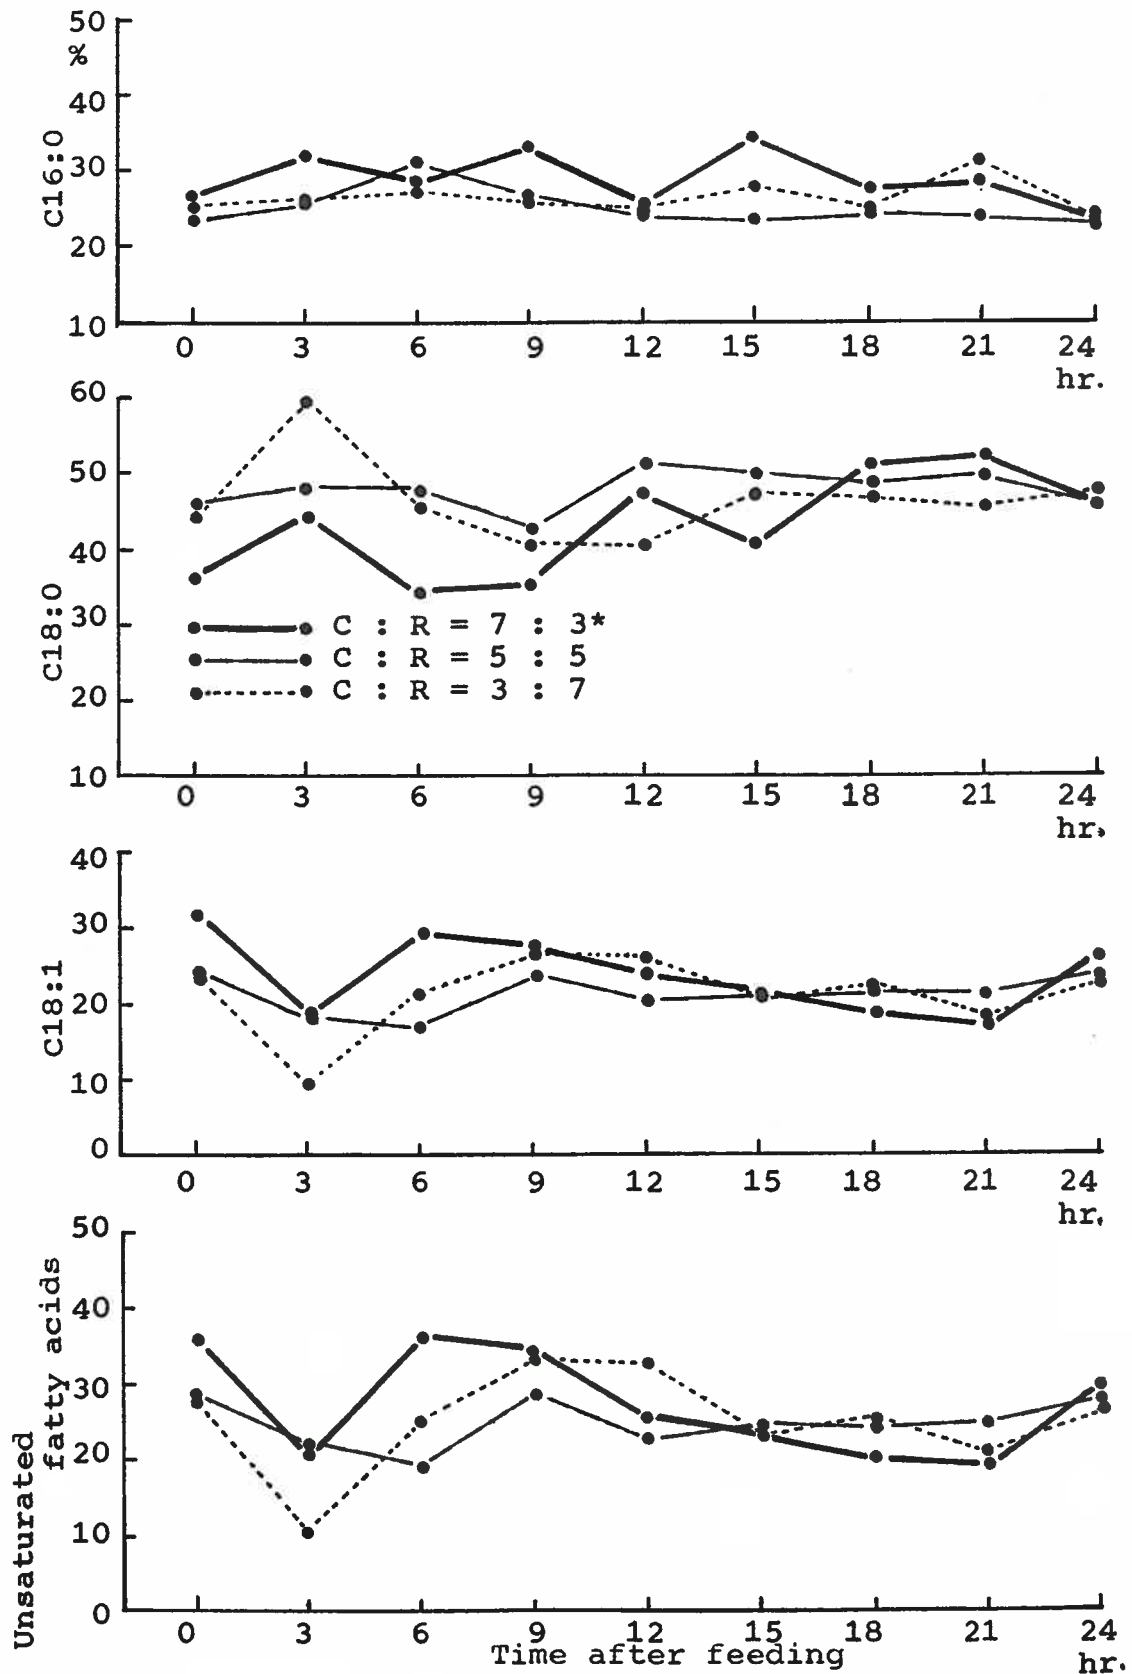 50
%
40
30
20
10
C16:0
0 3 6 9 12 15 18 21 24
hr.
60
50
40
30
20
10
C18:0
C : R = 7 : 3*
C : R = 5 : 5
C : R = 3 : 7
0 3 6 9 12 15 18 21 24
hr.
40
30
20
10
0
C18:1
0 3 6 9 12 15 18 21 24
hr.
50
40
30
20
10
0
Unsaturated
fatty acids
0 3 6 9 12 15 18 21 24
Time after feeding
hr.